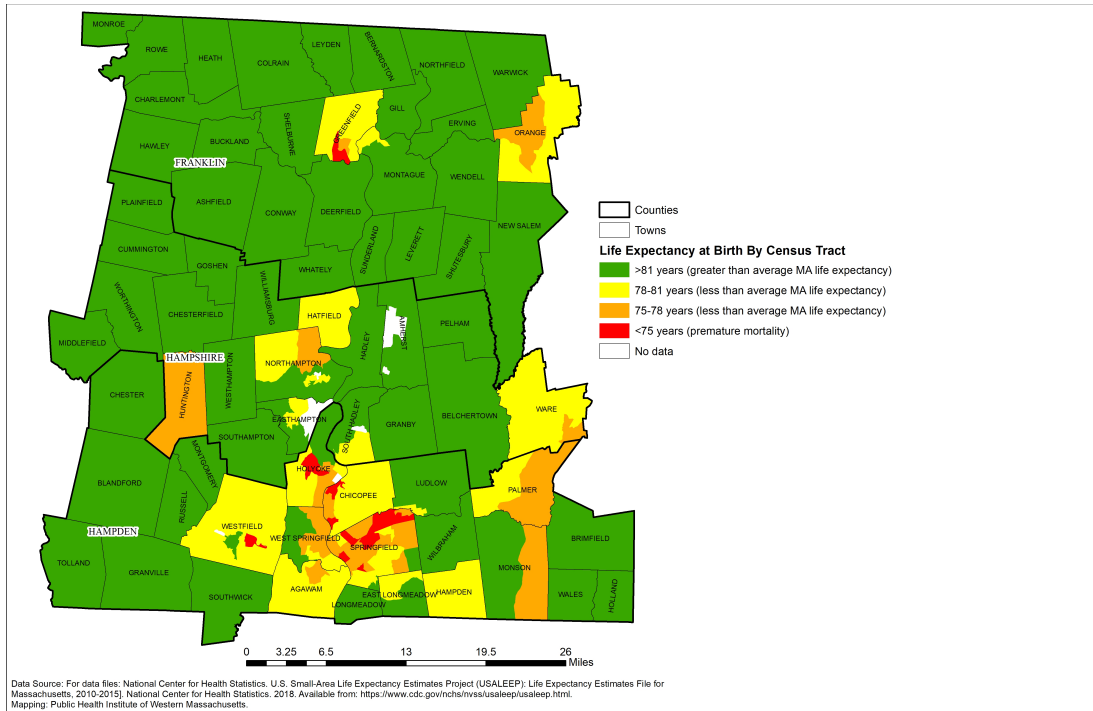 MONROE
ROWE
HEATH
COLRAIN
LEYDEN
BERNARDSTON
NORTHFIELD
WARWICK
CHARLEMONT
SHELBURNE
GREENFIELD
GILL
ERVING
ORANGE
HAWLEY
BUCKLAND
FRANKLIN
MONTAGUE
WENDELL
PLAINFIELD
ASHFIELD
CONWAY
DEERFIELD
SUNDERLAND
LEVERETT
SHUTESBURY
NEW SALEM
CUMMINGTON
GOSHEN
WHATELY
WORTHINGTON
CHESTERFIELD
WILLIAMSBURG
HATFIELD
HADLEY
AMHERST
PELHAM
MIDDLEFIELD
HAMPSHIRE
NORTHAMPTON
CHESTER
HUNTINGTON
WESTHAMPTON
EASTHAMPTON
SOUTH HADLEY
GRANBY
BELCHERTOWN
WARE
SOUTHAMPTON
MONTGOMERY
BLANDFORD
RUSSELL
HOLYOKE
CHICOPEE
LUDLOW
PALMER
HAMPDEN
WESTFIELD
WEST SPRINGFIELD
SPRINGFIELD
WILBRAHAM
BRIMFIELD
TOLLAND
GRANVILLE
SOUTHWICK
AGAWAM
LONGMEADOW
EAST LONGMEADOW
HAMPDEN
MONSON
WALES
HOLLAND
Counties
Towns
Life Expectancy at Birth By Census Tract
>81 years (greater than average MA life expectancy)
78-81 years (less than average MA life expectancy)
75-78 years (less than average MA life expectancy)
<75 years (premature mortality)
No data
0 3.25 6.5 13 19.5 26
Miles
Data Source: For data files: National Center for Health Statistics. U.S. Small-Area Life Expectancy Estimates Project (USALEEP): Life Expectancy Estimates File for
Massachusetts, 2010-2015]. National Center for Health Statistics. 2018. Available from: https://www.cdc.gov/nchs/nvss/usaleep/usaleep.html.
Mapping: Public Health Institute of Western Massachusetts.